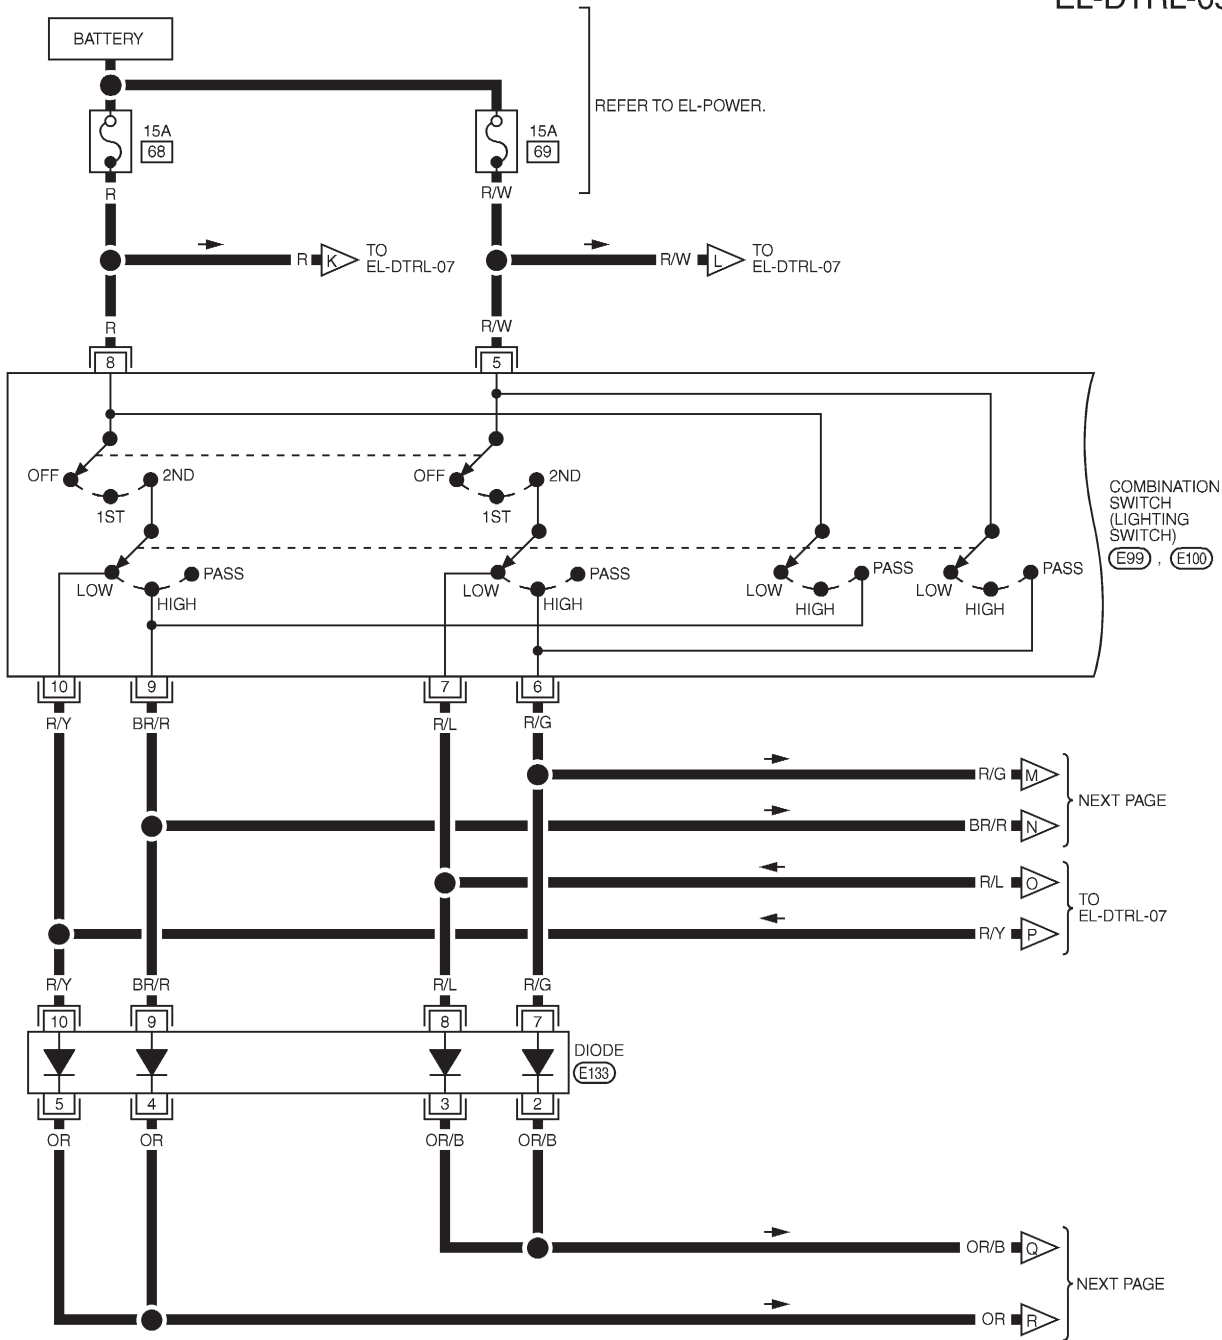 EL-DTRL-05
BATTERY
REFER TO EL-POWER.
15A
68
15A
69
R
R/W
R
K
TO
EL-DTRL-07
R/W
L
TO
EL-DTRL-07
R
R/W
8
5
OFF
2ND
1ST
OFF
2ND
1ST
LOW
PASS
HIGH
LOW
PASS
HIGH
LOW
PASS
HIGH
LOW
PASS
HIGH
COMBINATION
SWITCH
(LIGHTING
SWITCH)
E99 , E100
10
9
7
6
R/Y
BR/R
R/L
R/G
R/G
M
BR/R
N
NEXT PAGE
R/L
O
R/Y
P
TO
EL-DTRL-07
R/Y
BR/R
R/L
R/G
10
9
8
7
DIODE
E133
5
4
3
2
OR
OR
OR/B
OR/B
OR/B
Q
OR
R
NEXT PAGE